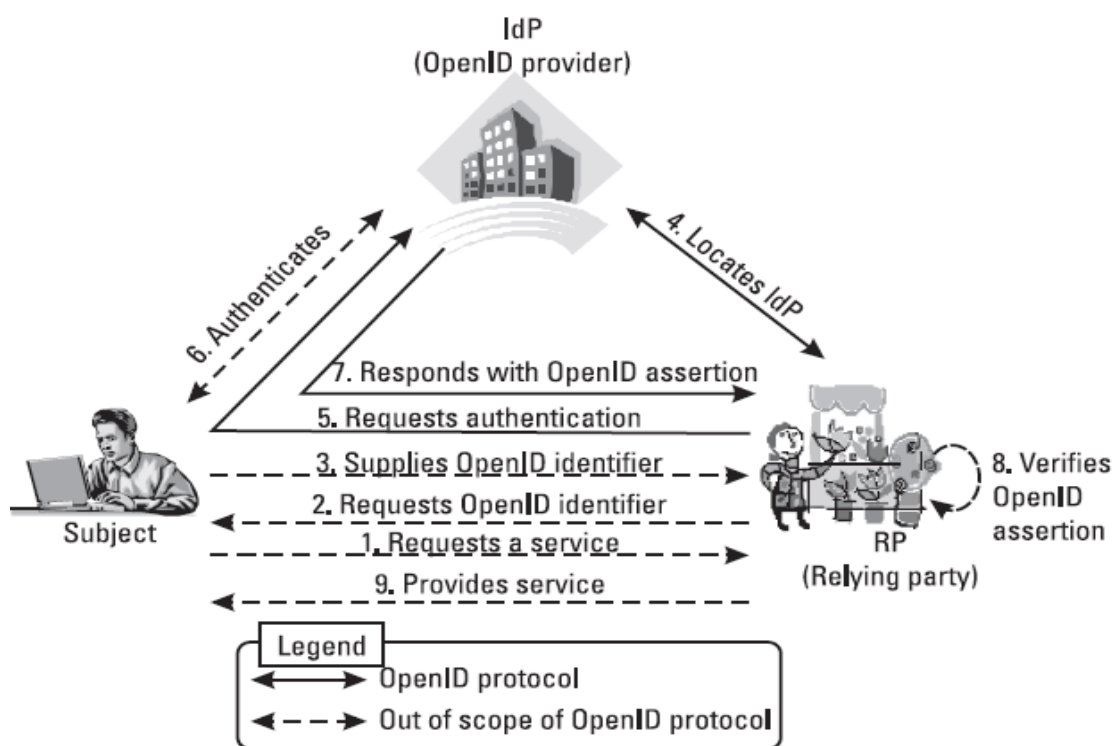 IdP
(OpenID provider)
4. Locates IdP
6. Authenticates
7. Responds with OpenID assertion
5. Requests authentication
3. Supplies OpenID identifier
2. Requests OpenID identifier
1. Requests a service
9. Provides service
8. Verifies
OpenID
assertion
Subject
RP
(Relying party)
Legend
OpenID protocol
Out of scope of OpenID protocol